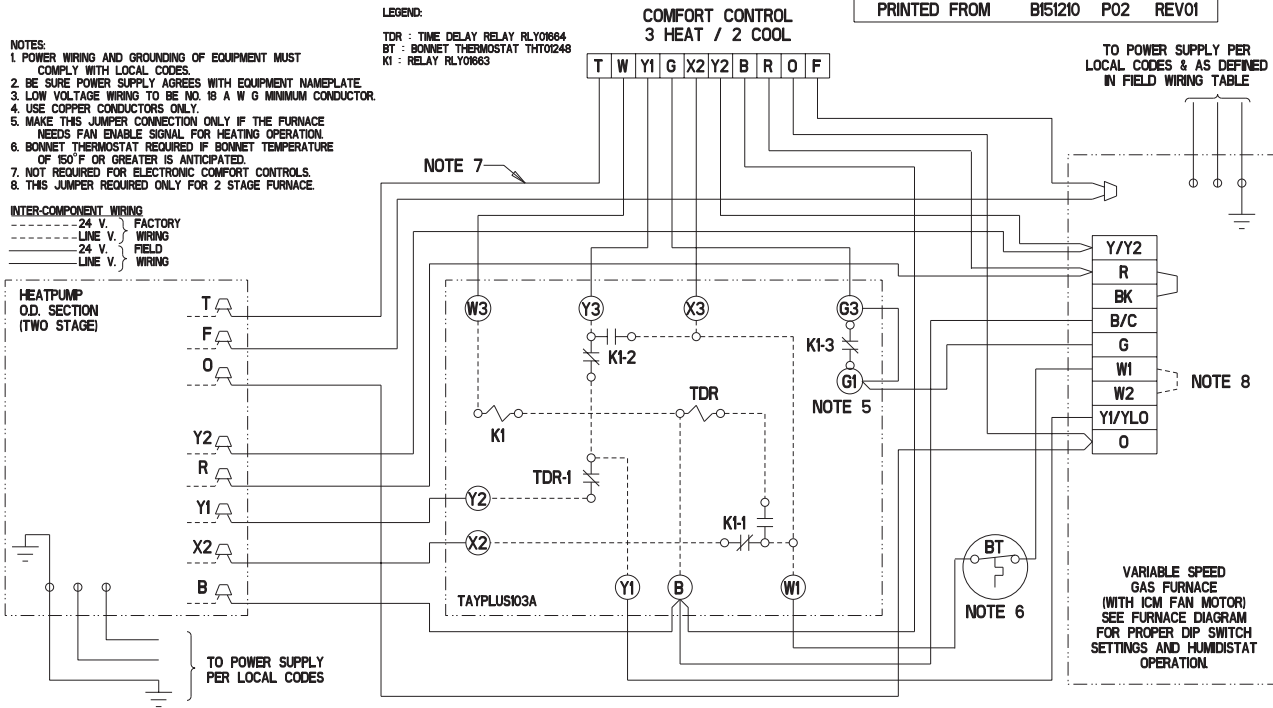 PRINTED FROM B151210 P02 REV01
LEGEND:
TDR : TIME DELAY RELAY RLY01664
BT : BONNET THERMOSTAT THT01248
K1 : RELAY RLY01663
COMFORT CONTROL
3 HEAT / 2 COOL
T W Y1 G X2 Y2 B R O F
NOTES:
1. POWER WIRING AND GROUNDING OF EQUIPMENT MUST
COMPLY WITH LOCAL CODES.
2. BE SURE POWER SUPPLY AGREES WITH EQUIPMENT NAMEPLATE.
3. LOW VOLTAGE WIRING TO BE NO. 18 A W G MINIMUM CONDUCTOR.
4. USE COPPER CONDUCTORS ONLY.
5. MAKE THIS JUMPER CONNECTION ONLY IF THE FURNACE
NEEDS FAN ENABLE SIGNAL FOR HEATING OPERATION.
6. BONNET THERMOSTAT REQUIRED IF BONNET TEMPERATURE
OF 150°F OR GREATER IS ANTICIPATED.
7. NOT REQUIRED FOR ELECTRONIC COMFORT CONTROLS.
8. THIS JUMPER REQUIRED ONLY FOR 2 STAGE FURNACE.
TO POWER SUPPLY PER
LOCAL CODES & AS DEFINED
IN FIELD WIRING TABLE
NOTE 7
INTER-COMPONENT WIRING
24 V. FACTORY
LINE V. WIRING
24 V. FIELD
LINE V. WIRING
HEATPUMP
O.D. SECTION
(TWO STAGE)
T
F
O
Y2
R
Y1
X2
B
TO POWER SUPPLY
PER LOCAL CODES
W3 Y3 X3 G3
K1-2
K1-3
G1
NOTE 5
K1
TDR
TDR-1
Y2
K1-1
X2
Y1 B W1
TAYPLUS103A
BT
NOTE 6
Y/Y2
R
BK
B/C
G
W1
W2
Y1/YLO
O
NOTE 8
VARIABLE SPEED
GAS FURNACE
(WITH ICM FAN MOTOR)
SEE FURNACE DIAGRAM
FOR PROPER DIP SWITCH
SETTINGS AND HUMIDISTAT
OPERATION.